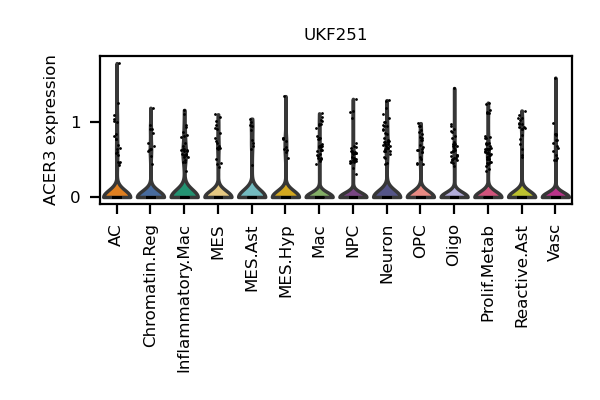 UKF251
ACER3 expression
1
0
AC
Chromatin.Reg
Inflammatory.Mac
MES
MES.Ast
MES.Hyp
Mac
NPC
Neuron
OPC
Oligo
Prolif.Metab
Reactive.Ast
Vasc